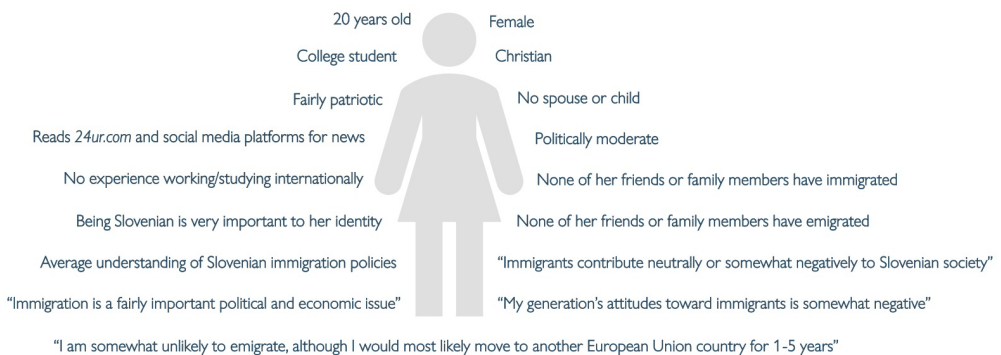 20 years old
Female
College student
Christian
Fairly patriotic
No spouse or child
Reads 24ur.com and social media platforms for news
Politically moderate
No experience working/studying internationally
None of her friends or family members have immigrated
Being Slovenian is very important to her identity
None of her friends or family members have emigrated
Average understanding of Slovenian immigration policies
“Immigrants contribute neutrally or somewhat negatively to Slovenian society”
“Immigration is a fairly important political and economic issue”
“My generation’s attitudes toward immigrants is somewhat negative”
“I am somewhat unlikely to emigrate, although I would most likely move to another European Union country for 1-5 years”